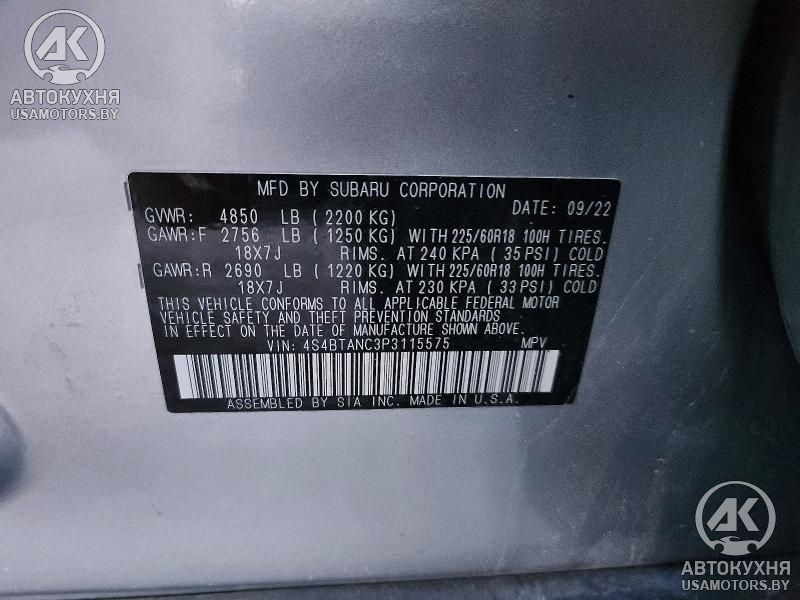 AK
АВТОКУХНЯ
USAMOTORS.BY
MFD BY SUBARU CORPORATION
GVWR: 4850 LB (2200 KG) DATE: 09/22
GAWR:F 2756 LB (1250 KG) WITH 225/60R18 100H TIRES.
18X7J RIMS. AT 240 KPA (35 PSI) COLD
GAWR:R 2690 LB (1220 KG) WITH 225/60R18 100H TIRES.
18X7J RIMS. AT 230 KPA (33 PSI) COLD
THIS VEHICLE CONFORMS TO ALL APPLICABLE FEDERAL MOTOR
VEHICLE SAFETY AND THEFT PREVENTION STANDARDS
IN EFFECT ON THE DATE OF MANUFACTURE SHOWN ABOVE.
VIN: 4S4BTANC3P3115575 MPV
ASSEMBLED BY SIA INC. MADE IN U.S.A.
AK
АВТОКУХНЯ
USAMOTORS.BY